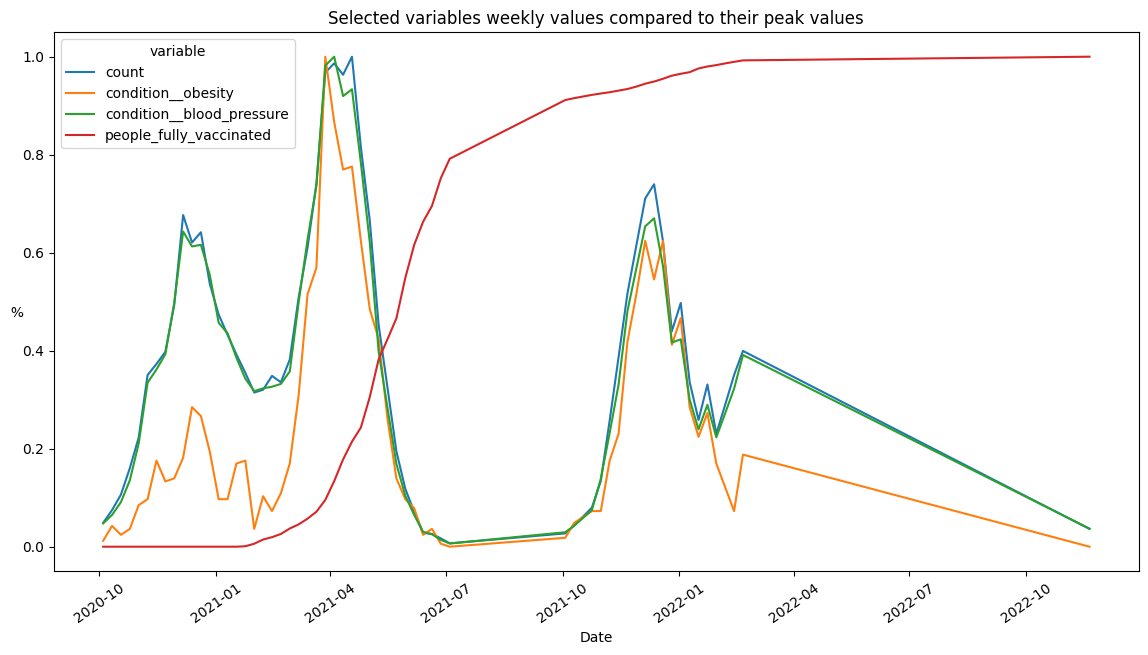 Selected variables weekly values compared to their peak values
variable
count
condition__obesity
condition__blood_pressure
people_fully_vaccinated
1.0
0.8
0.6
0.4
0.2
0.0
%
2020-10
2021-01
2021-04
2021-07
2021-10
2022-01
2022-04
2022-07
2022-10
Date